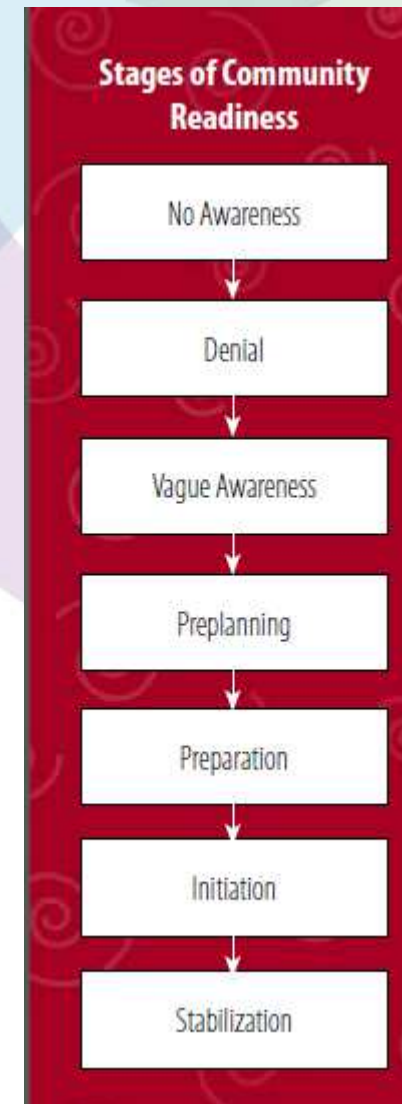 Stages of Community
Readiness
No Awareness
Denial
Vague Awareness
Preplanning
Preparation
Initiation
Stabilization